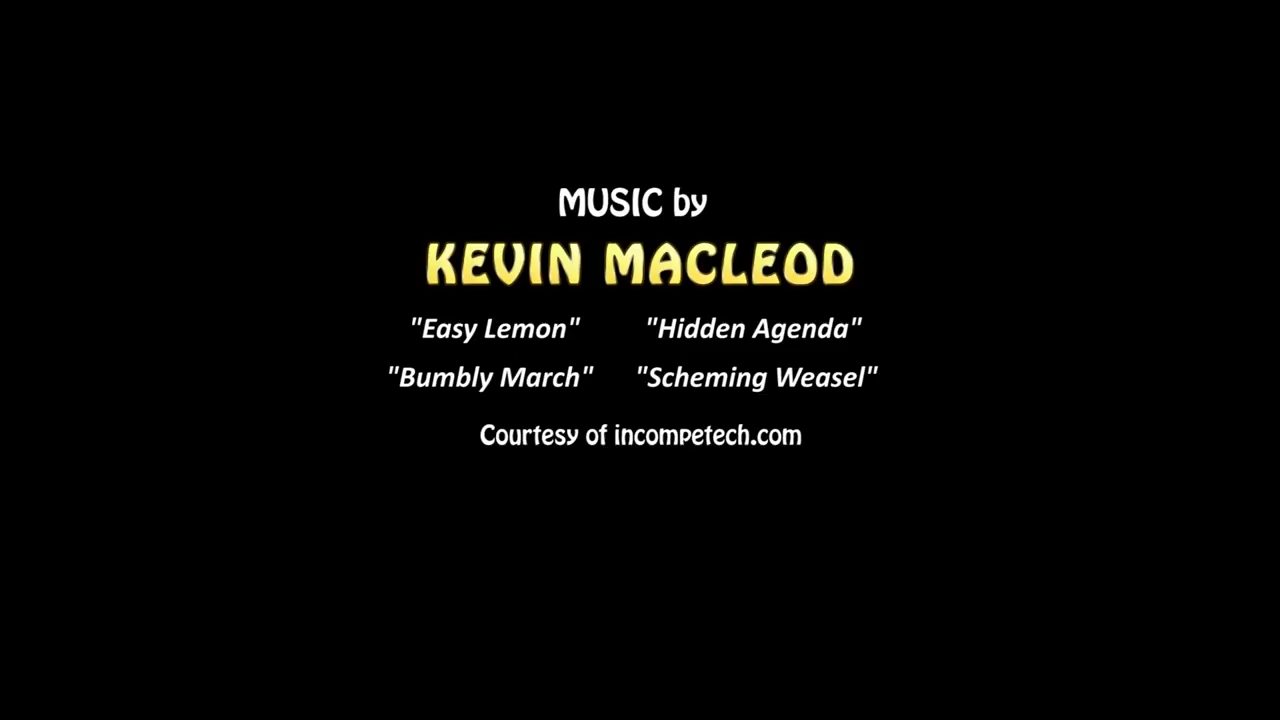 MUSIC by
KEVIN MACLEOD
"Easy Lemon" "Hidden Agenda"
"Bumbly March" "Scheming Weasel"
Courtesy of incompetech.com